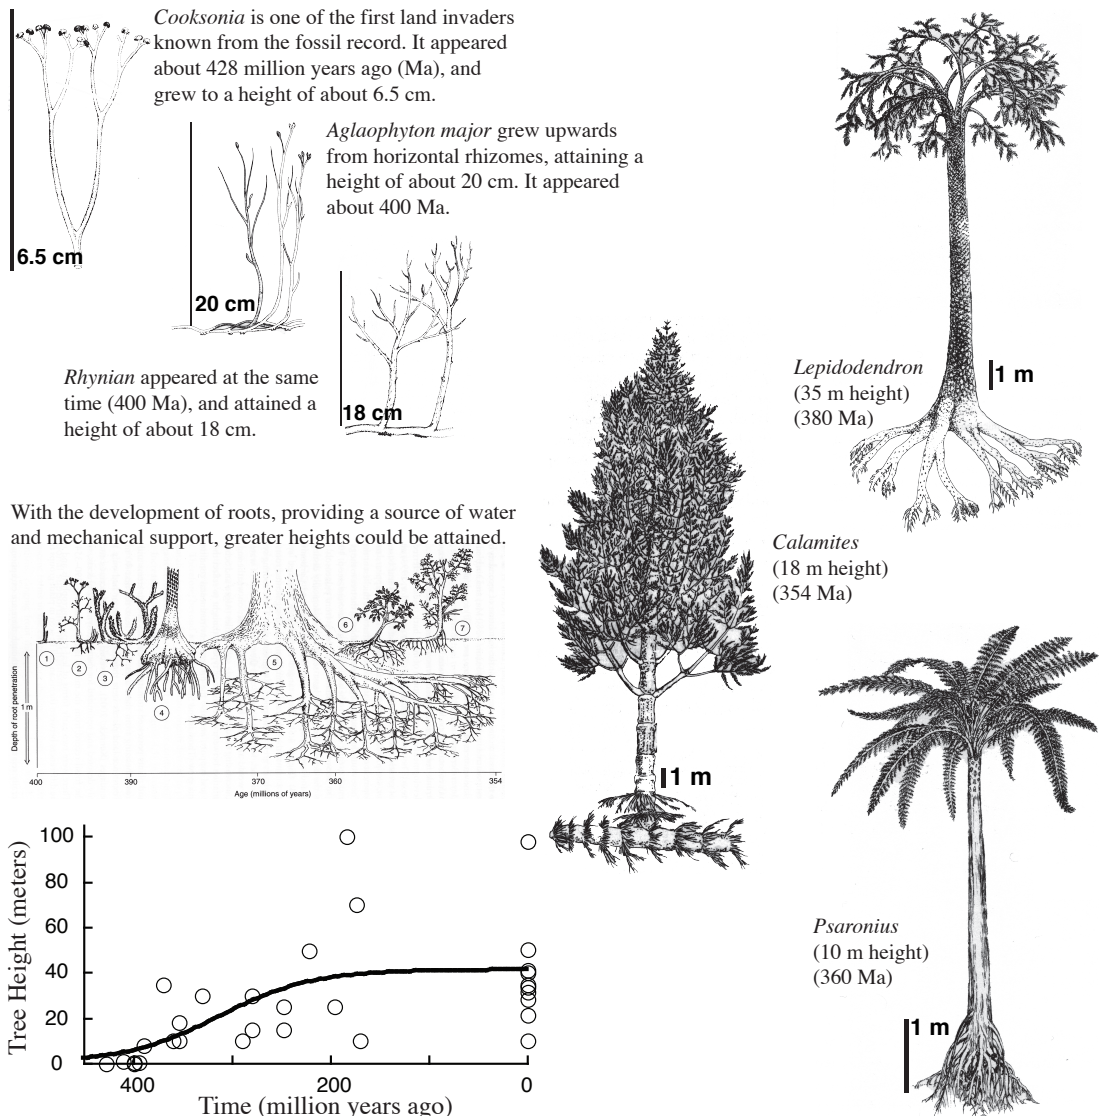 Cooksonia is one of the first land invaders
known from the fossil record. It appeared
about 428 million years ago (Ma), and
grew to a height of about 6.5 cm.
6.5 cm
Aglaophyton major grew upwards
from horizontal rhizomes, attaining a
height of about 20 cm. It appeared
about 400 Ma.
20 cm
Rhynian appeared at the same
time (400 Ma), and attained a
height of about 18 cm.
18 cm
Lepidodendron
(35 m height)
(380 Ma)
1 m
With the development of roots, providing a source of water
and mechanical support, greater heights could be attained.
1
2
3
4
5
6
7
Depth of root penetration
1 m
400
390
370
360
354
Age (millions of years)
Calamites
(18 m height)
(354 Ma)
1 m
Psaronius
(10 m height)
(360 Ma)
1 m
Tree Height (meters)
100
80
60
40
20
0
400
200
0
Time (million years ago)